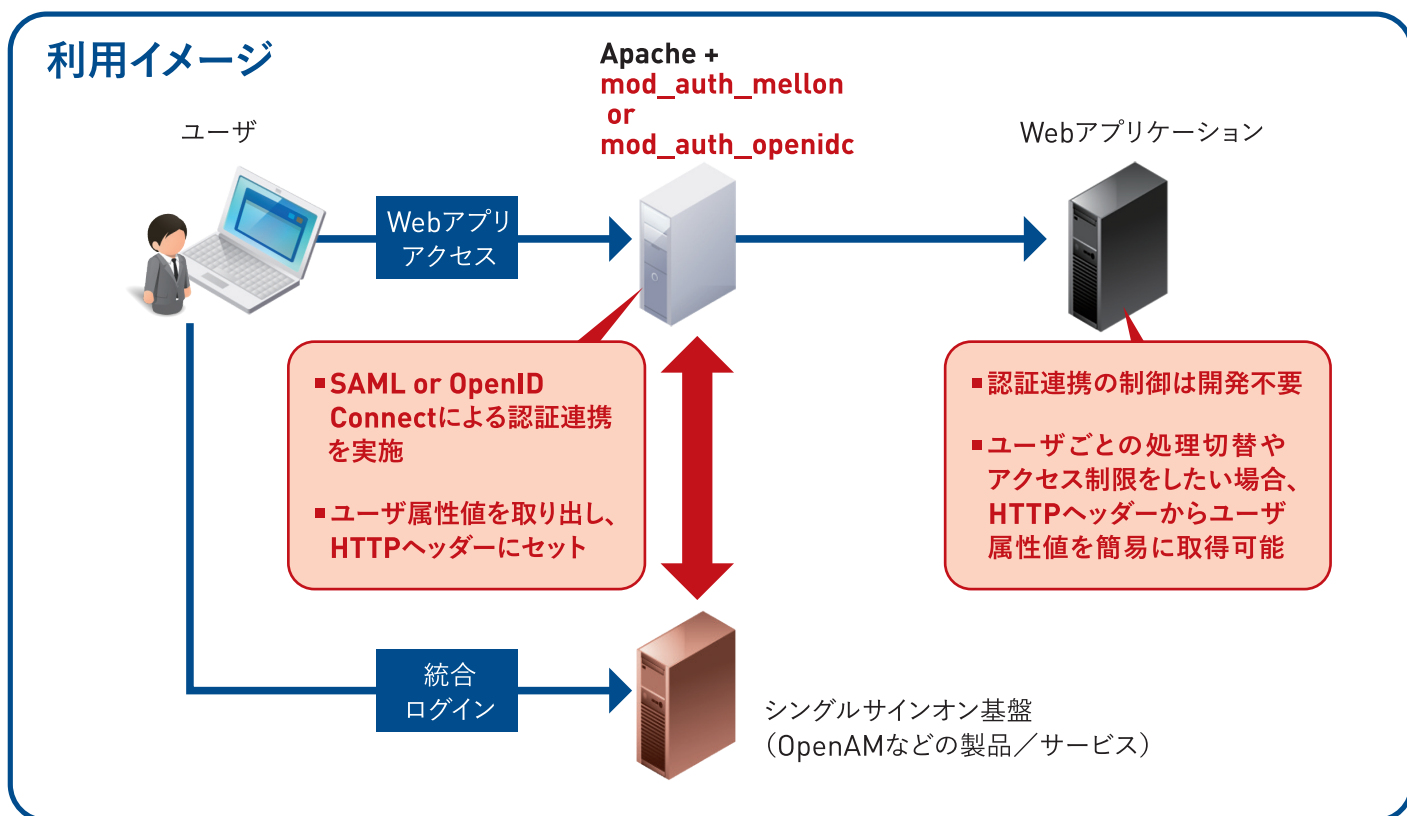 利用イメージ
ユーザ
Apache +
mod_auth_mellon
or
mod_auth_openidc
Webアプリケーション
Webアプリ
アクセス
■SAML or OpenID
Connectによる認証連携
を実施
■ユーザ属性値を取り出し、
HTTPヘッダーにセット
■認証連携の制御は開発不要
■ユーザごとの処理切替や
アクセス制限をしたい場合、
HTTPヘッダーからユーザ
属性値を簡易に取得可能
統合
ログイン
シングルサインオン基盤
（OpenAMなどの製品／サービス）